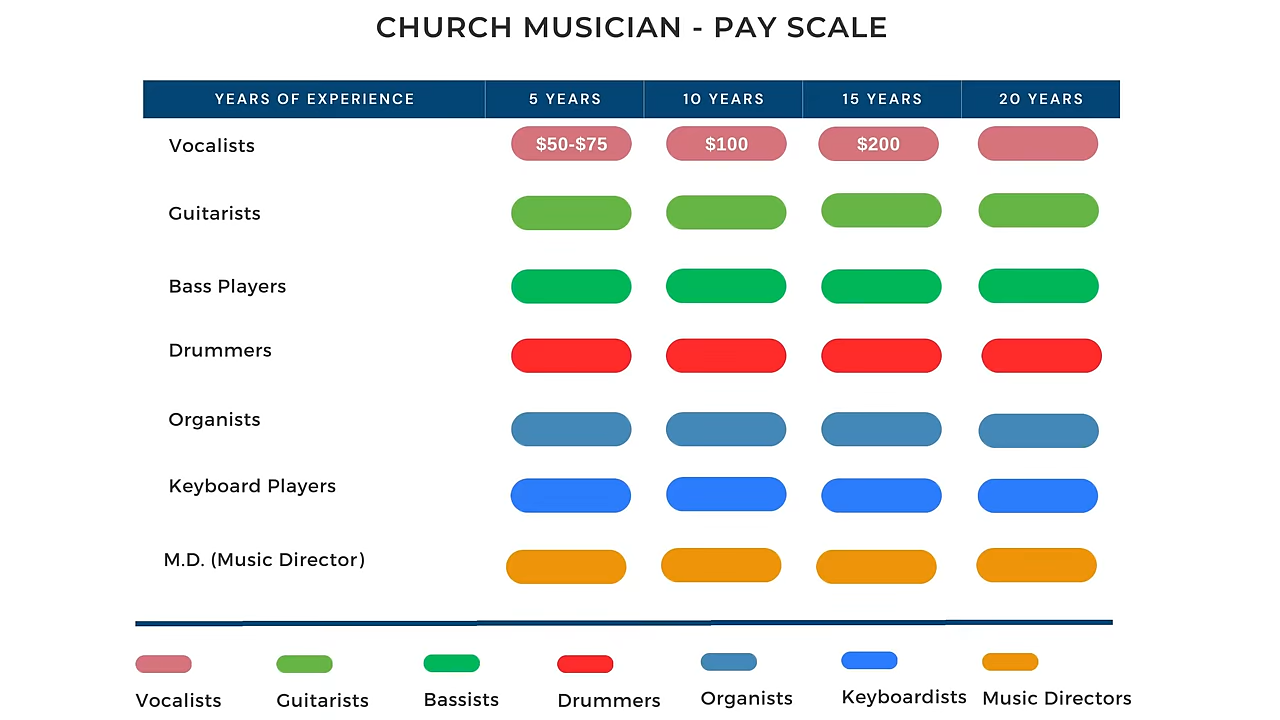 CHURCH MUSICIAN - PAY SCALE
YEARS OF EXPERIENCE 5 YEARS 10 YEARS 15 YEARS 20 YEARS
Vocalists $50-$75 $100 $200
Guitarists
Bass Players
Drummers
Organists
Keyboard Players
M.D. (Music Director)
Vocalists Guitarists Bassists Drummers Organists Keyboardists Music Directors